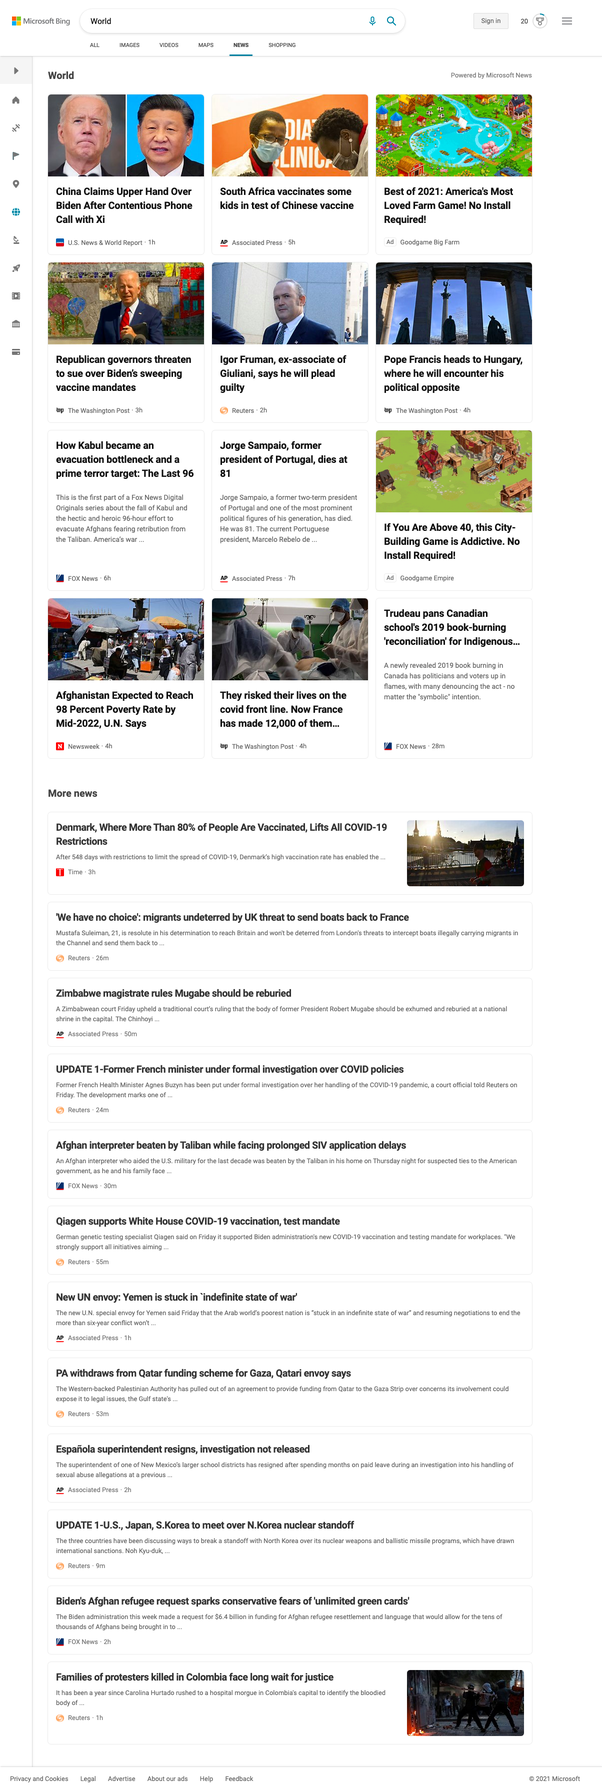 Microsoft Bing
World
Sign in
20
ALL
IMAGES
VIDEOS
MAPS
NEWS
SHOPPING
World
Powered by Microsoft News
China Claims Upper Hand Over
Biden After Contentious Phone
Call with Xi
U.S. News & World Report · 1h
DIAT
CLINICA
South Africa vaccinates some
kids in test of Chinese vaccine
AP Associated Press · 5h
Best of 2021: America's Most
Loved Farm Game! No Install
Required!
Ad Goodgame Big Farm
Republican governors threaten
to sue over Biden's sweeping
vaccine mandates
wp The Washington Post · 3h
Igor Fruman, ex-associate of
Giuliani, says he will plead
guilty
Reuters · 2h
Pope Francis heads to Hungary,
where he will encounter his
political opposite
wp The Washington Post · 4h
How Kabul became an
evacuation bottleneck and a
prime terror target: The Last 96
This is the first part of a Fox News Digital
Originals series about the fall of Kabul and
the hectic and heroic 96-hour effort to
evacuate Afghans fearing retribution from
the Taliban. America's war ...
FOX News · 6h
Jorge Sampaio, former
president of Portugal, dies at
81
Jorge Sampaio, a former two-term president
of Portugal and one of the most prominent
political figures of his generation, has died.
He was 81. The current Portuguese
president, Marcelo Rebelo de ...
AP Associated Press · 7h
If You Are Above 40, this City-
Building Game is Addictive. No
Install Required!
Ad Goodgame Empire
Afghanistan Expected to Reach
98 Percent Poverty Rate by
Mid-2022, U.N. Says
N Newsweek · 4h
They risked their lives on the
covid front line. Now France
has made 12,000 of them...
wp The Washington Post · 4h
Trudeau pans Canadian
school's 2019 book-burning
'reconciliation' for Indigenous...
A newly revealed 2019 book burning in
Canada has politicians and voters up in
flames, with many denouncing the act - no
matter the "symbolic" intention.
FOX News · 28m
More news
Denmark, Where More Than 80% of People Are Vaccinated, Lifts All COVID-19
Restrictions
After 548 days with restrictions to limit the spread of COVID-19, Denmark's high vaccination rate has enabled the ...
T Time · 3h
'We have no choice': migrants undeterred by UK threat to send boats back to France
Mustafa Suleiman, 21, is resolute in his determination to reach Britain and won't be deterred from London's threats to intercept boats illegally carrying migrants in
the Channel and send them back to ...
Reuters · 26m
Zimbabwe magistrate rules Mugabe should be reburied
A Zimbabwean court Friday upheld a traditional court's ruling that the body of former President Robert Mugabe should be exhumed and reburied at a national
shrine in the capital. The Chinhoyi ...
AP Associated Press · 50m
UPDATE 1-Former French minister under formal investigation over COVID policies
Former French Health Minister Agnes Buzyn has been put under formal investigation over her handling of the COVID-19 pandemic, a court official told Reuters on
Friday. The development marks one of ...
Reuters · 24m
Afghan interpreter beaten by Taliban while facing prolonged SIV application delays
An Afghan interpreter who aided the U.S. military for the last decade was beaten by the Taliban in his home on Thursday night for suspected ties to the American
government, as he and his family face ...
FOX News · 30m
Qiagen supports White House COVID-19 vaccination, test mandate
German genetic testing specialist Qiagen said on Friday it supported Biden administration's new COVID-19 vaccination and testing mandate for workplaces. "We
strongly support all initiatives aiming ...
Reuters · 55m
New UN envoy: Yemen is stuck in `indefinite state of war'
The new U.N. special envoy for Yemen said Friday that the Arab world's poorest nation is "stuck in an indefinite state of war" and resuming negotiations to end the
more than six-year conflict won't ...
AP Associated Press · 1h
PA withdraws from Qatar funding scheme for Gaza, Qatari envoy says
The Western-backed Palestinian Authority has pulled out of an agreement to provide funding from Qatar to the Gaza Strip over concerns its involvement could
expose it to legal issues, the Gulf state's ...
Reuters · 53m
Española superintendent resigns, investigation not released
The superintendent of one of New Mexico's larger school districts has resigned after spending months on paid leave during an investigation into his handling of
sexual abuse allegations at a previous ...
AP Associated Press · 2h
UPDATE 1-U.S., Japan, S.Korea to meet over N.Korea nuclear standoff
The three countries have been discussing ways to break a standoff with North Korea over its nuclear weapons and ballistic missile programs, which have drawn
international sanctions. Noh Kyu-duk, ...
Reuters · 9m
Biden's Afghan refugee request sparks conservative fears of 'unlimited green cards'
The Biden administration this week made a request for $6.4 billion in funding for Afghan refugee resettlement and language that would allow for the tens of
thousands of Afghans being brought in to ...
FOX News · 2h
Families of protesters killed in Colombia face long wait for justice
It has been a year since Carolina Hurtado rushed to a hospital morgue in Colombia's capital to identify the bloodied
body of ...
Reuters · 1h
Privacy and Cookies
Legal
Advertise
About our ads
Help
Feedback
© 2021 Microsoft